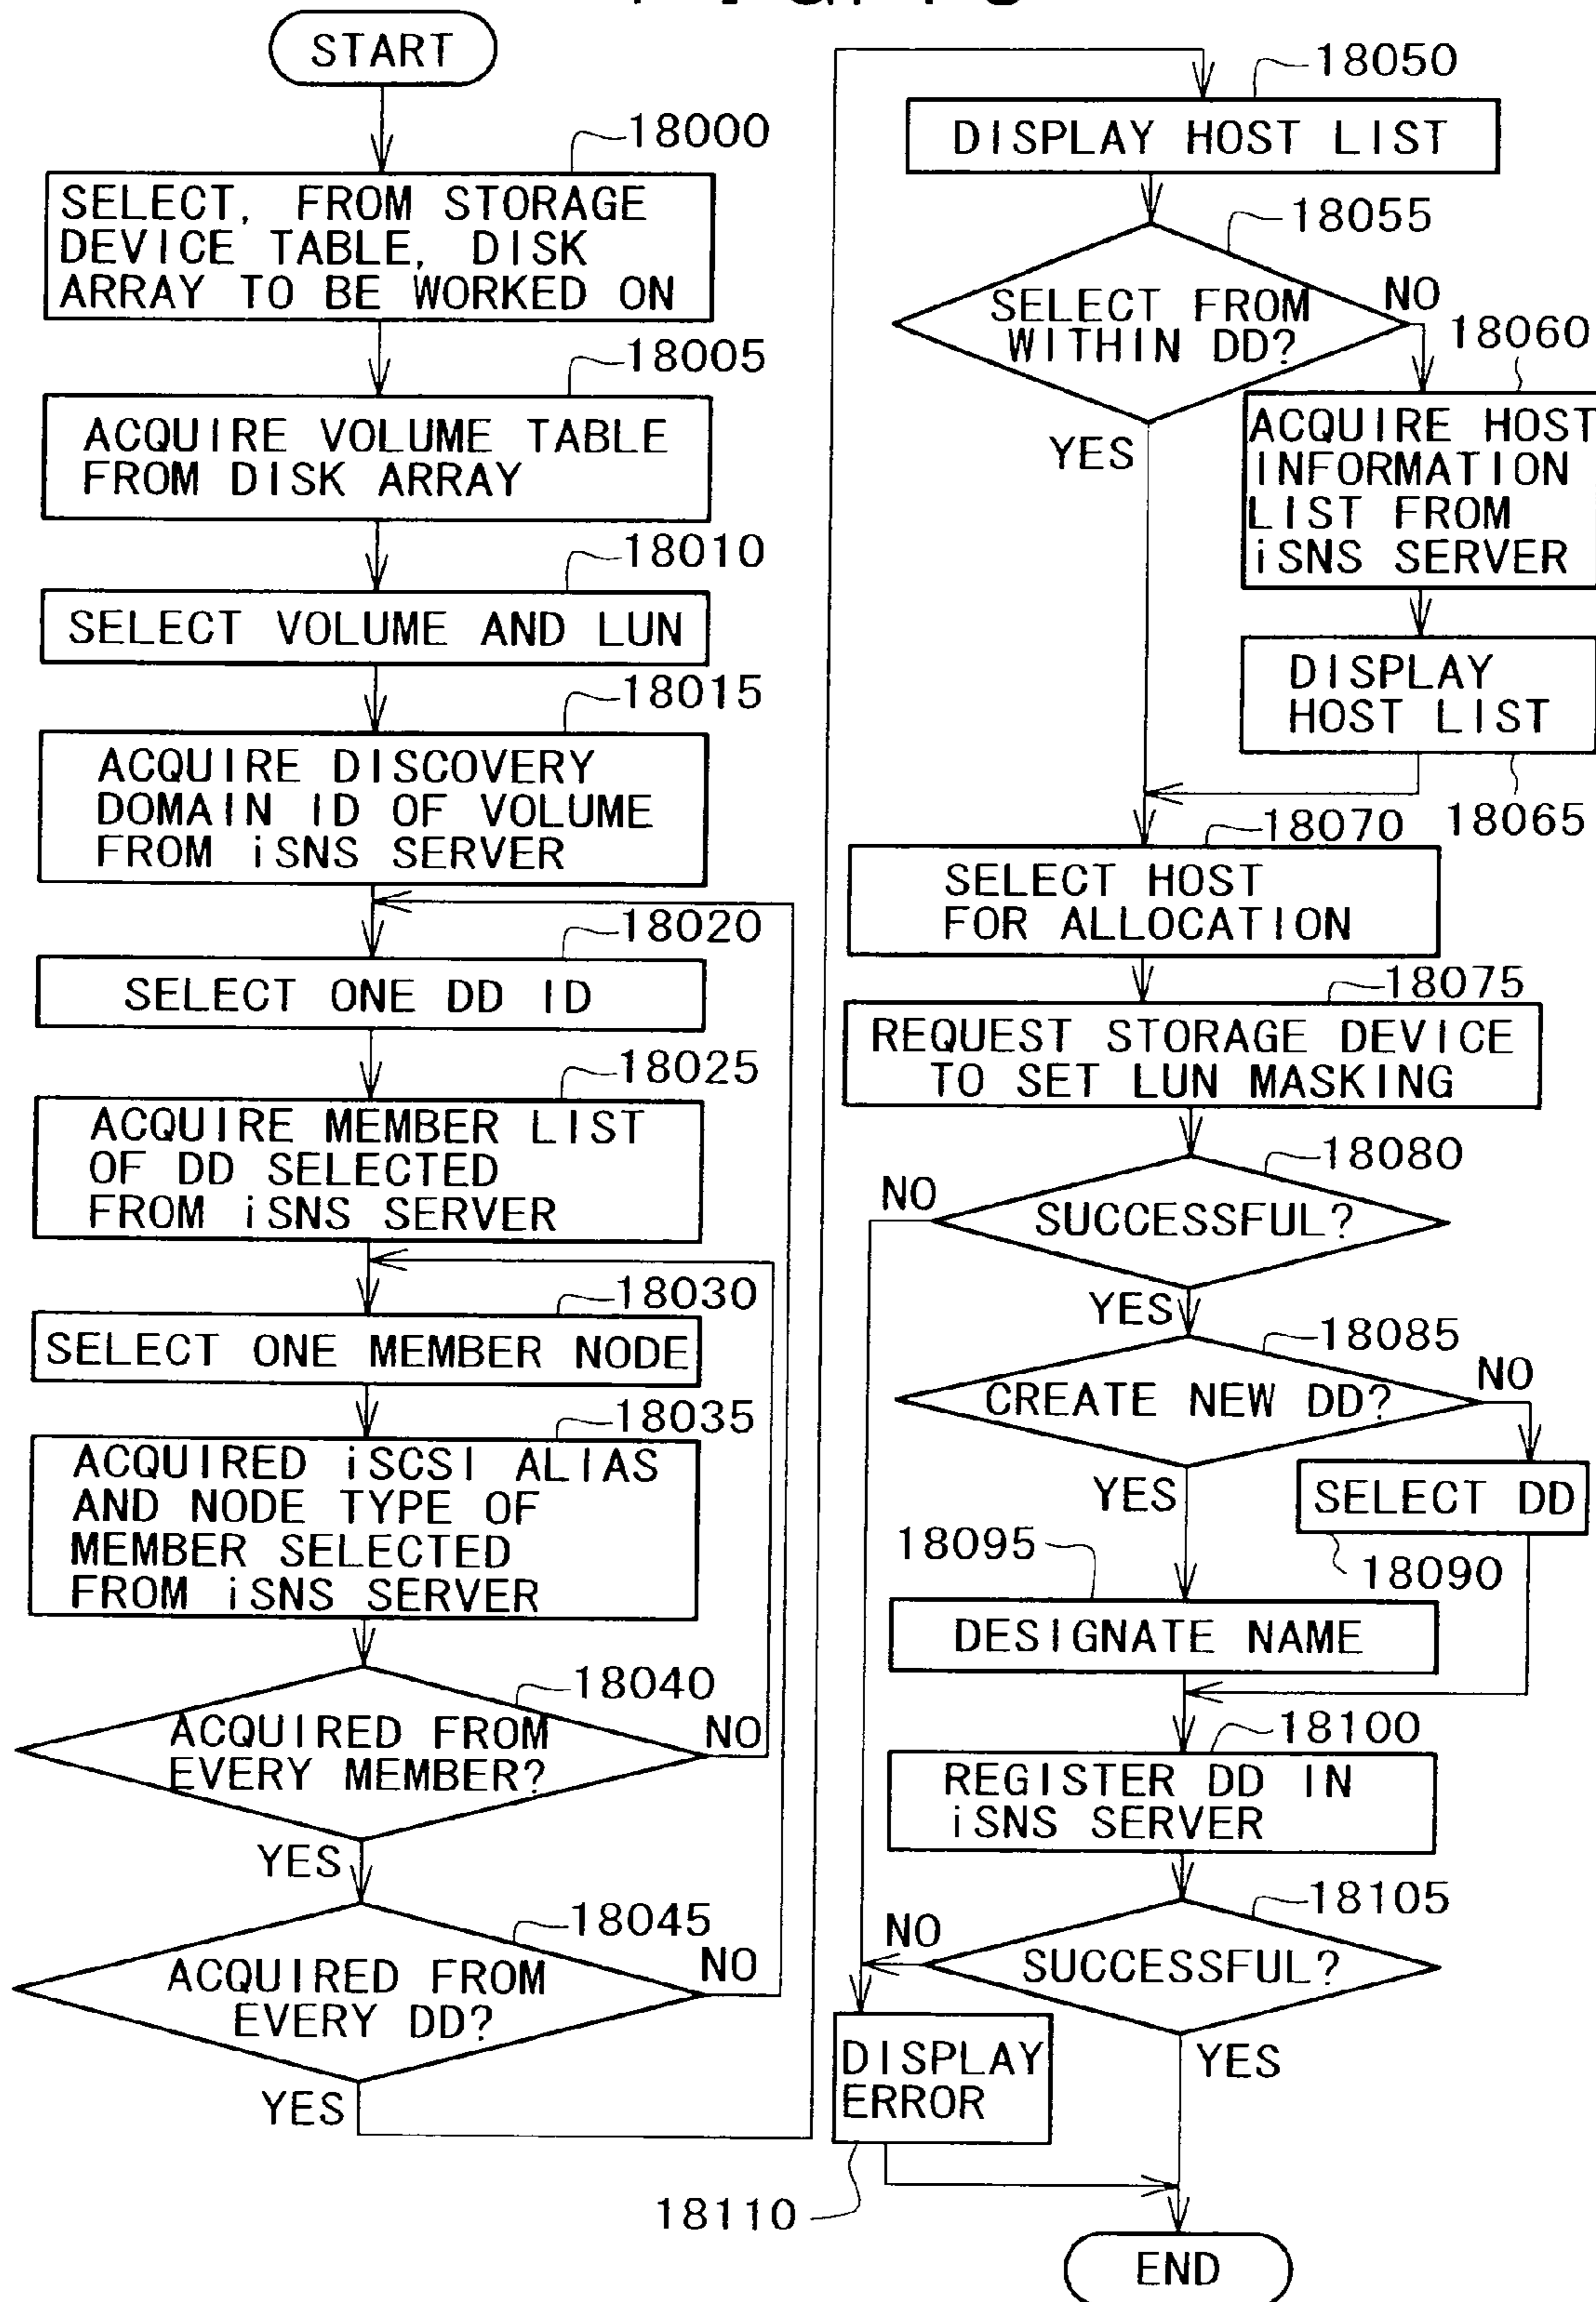 START
18000
SELECT, FROM STORAGE
DEVICE TABLE, DISK
ARRAY TO BE WORKED ON
18005
ACQUIRE VOLUME TABLE
FROM DISK ARRAY
18010
SELECT VOLUME AND LUN
18015
ACQUIRE DISCOVERY
DOMAIN ID OF VOLUME
FROM iSNS SERVER
18020
SELECT ONE DD ID
18025
ACQUIRE MEMBER LIST
OF DD SELECTED
FROM iSNS SERVER
18030
SELECT ONE MEMBER NODE
18035
ACQUIRED iSCSI ALIAS
AND NODE TYPE OF
MEMBER SELECTED
FROM iSNS SERVER
18040
ACQUIRED FROM
EVERY MEMBER?
NO
YES
18045
ACQUIRED FROM
EVERY DD?
NO
YES
18050
DISPLAY HOST LIST
18055
SELECT FROM
WITHIN DD?
NO
YES
18060
ACQUIRE HOST
INFORMATION
LIST FROM
iSNS SERVER
DISPLAY
HOST LIST
18065
18070
SELECT HOST
FOR ALLOCATION
18075
REQUEST STORAGE DEVICE
TO SET LUN MASKING
18080
SUCCESSFUL?
NO
YES
18085
CREATE NEW DD?
NO
YES
SELECT DD
18090
18095
DESIGNATE NAME
18100
REGISTER DD IN
iSNS SERVER
18105
SUCCESSFUL?
NO
YES
DISPLAY
ERROR
18110
END